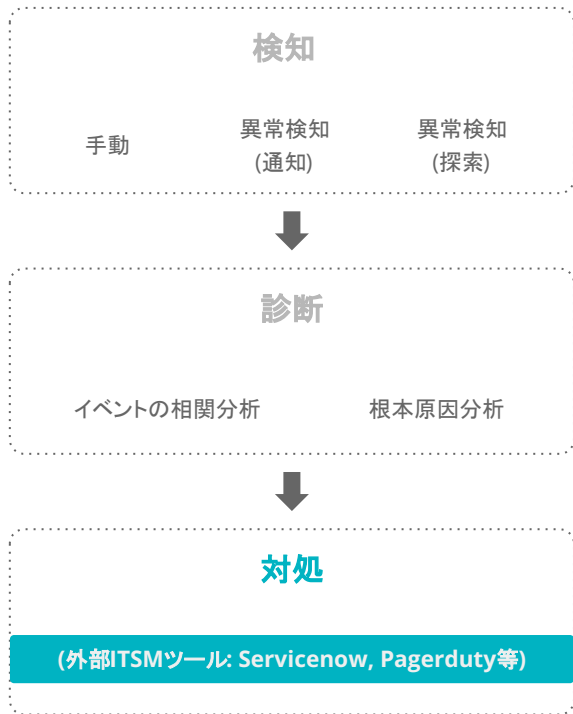 検知
手動
異常検知
(通知)
異常検知
(探索)
診断
イベントの相関分析
根本原因分析
対処
(外部ITSMツール: Servicenow, Pagerduty等)